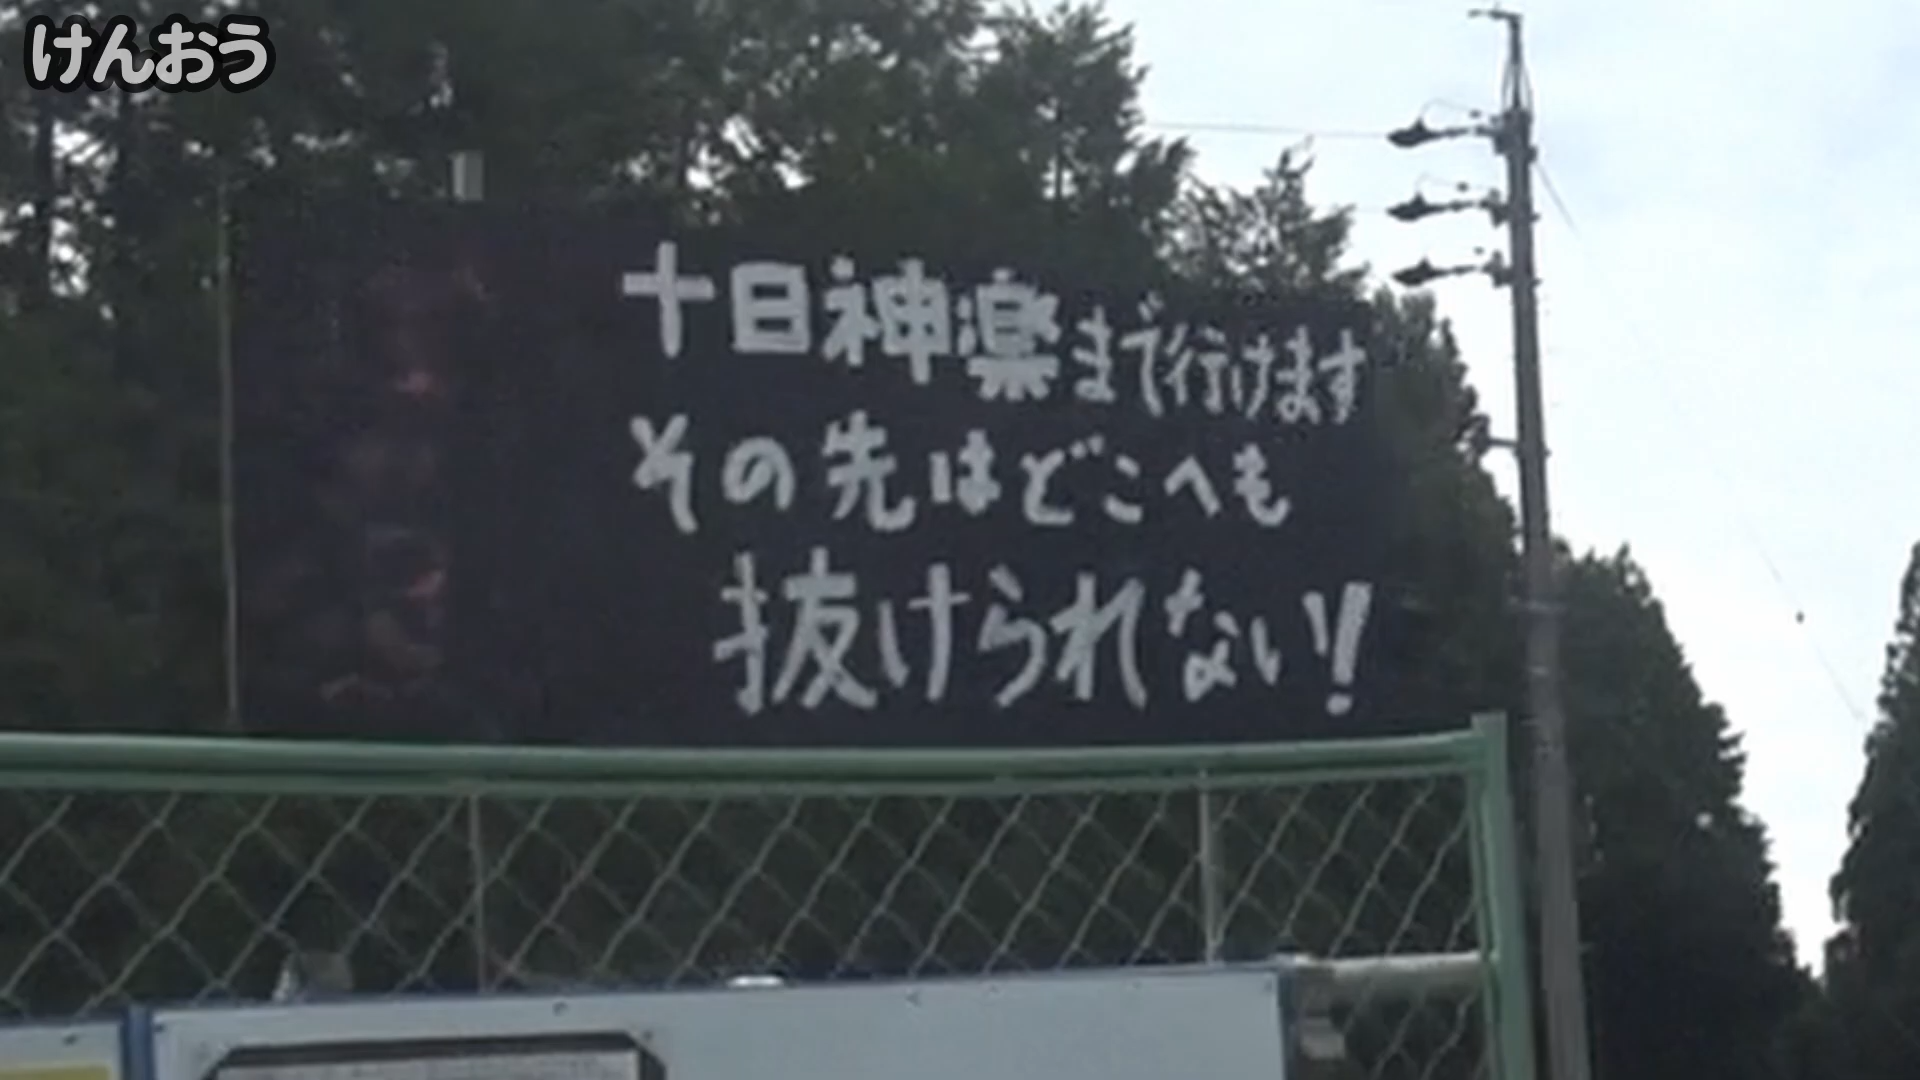 けんおう
十日神楽まで行けます
その先はどこへも
抜けられない!!